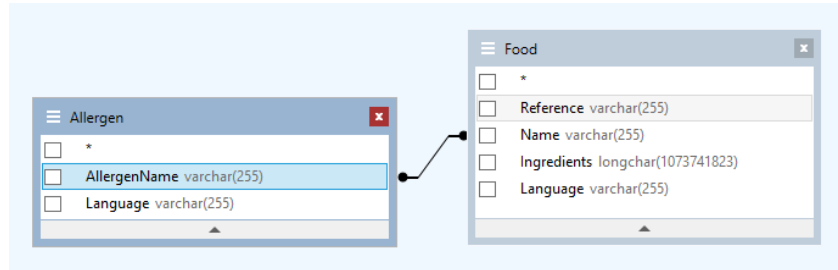 Allergen
*
AllergenName varchar(255)
Language varchar(255)
Food
*
Reference varchar(255)
Name varchar(255)
Ingredients longchar(1073741823)
Language varchar(255)